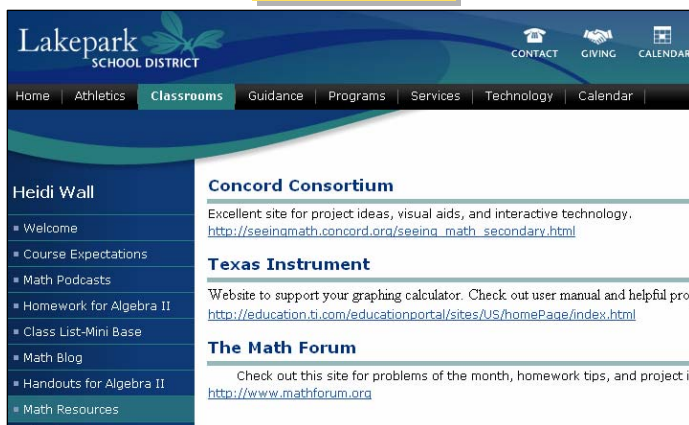 Lakepark
SCHOOL DISTRICT
CONTACT GIVING CALENDAR
Home Athletics Classrooms Guidance Programs Services Technology Calendar
Heidi Wall
Welcome
Course Expectations
Math Podcasts
Homework for Algebra II
Class List-Mini Base
Math Blog
Handouts for Algebra II
Math Resources
Concord Consortium
Excellent site for project ideas, visual aids, and interactive technology.
http://seeingmath.concord.org/seeing_math_secondary.html
Texas Instrument
Website to support your graphing calculator. Check out user manual and helpful pro
http://education.ti.com/educationportal/sites/US/homePage/index.html
The Math Forum
Check out this site for problems of the month, homework tips, and project i
http://www.mathforum.org